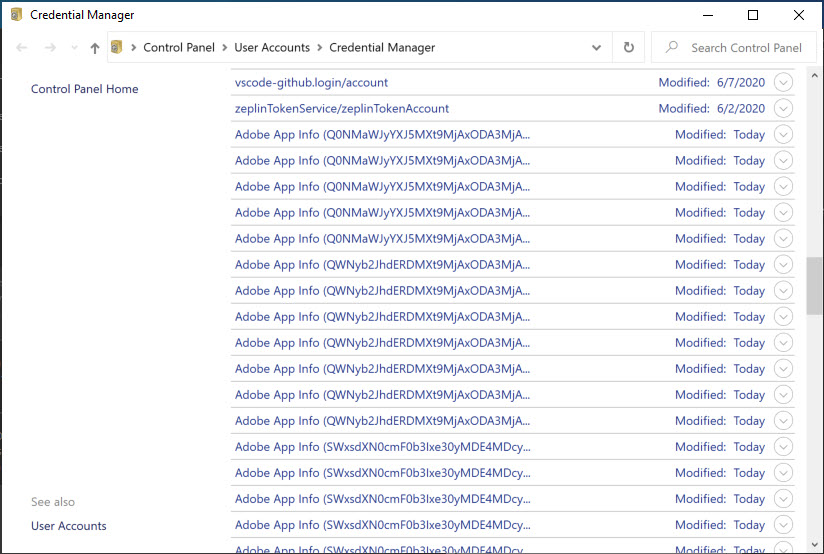 Credential Manager
Control Panel > User Accounts > Credential Manager
Search Control Panel
Control Panel Home
vscode-github.login/account Modified: 6/7/2020
zeplinTokenService/zeplinTokenAccount Modified: 6/2/2020
Adobe App Info (Q0NMaWJyYXJ5MXt9MjAxODA3MjA... Modified: Today
Adobe App Info (Q0NMaWJyYXJ5MXt9MjAxODA3MjA... Modified: Today
Adobe App Info (Q0NMaWJyYXJ5MXt9MjAxODA3MjA... Modified: Today
Adobe App Info (Q0NMaWJyYXJ5MXt9MjAxODA3MjA... Modified: Today
Adobe App Info (Q0NMaWJyYXJ5MXt9MjAxODA3MjA... Modified: Today
Adobe App Info (QWNyb2JhdERDMXt9MjAxODA3MjA... Modified: Today
Adobe App Info (QWNyb2JhdERDMXt9MjAxODA3MjA... Modified: Today
Adobe App Info (QWNyb2JhdERDMXt9MjAxODA3MjA... Modified: Today
Adobe App Info (QWNyb2JhdERDMXt9MjAxODA3MjA... Modified: Today
Adobe App Info (QWNyb2JhdERDMXt9MjAxODA3MjA... Modified: Today
Adobe App Info (QWNyb2JhdERDMXt9MjAxODA3MjA... Modified: Today
Adobe App Info (QWNyb2JhdERDMXt9MjAxODA3MjA... Modified: Today
Adobe App Info (SWxsdXN0cmF0b3Ixe30yMDE4MDcy... Modified: Today
Adobe App Info (SWxsdXN0cmF0b3Ixe30yMDE4MDcy... Modified: Today
Adobe App Info (SWxsdXN0cmF0b3Ixe30yMDE4MDcy... Modified: Today
Adobe App Info (SWxsdXN0cmF0b3Ixe30yMDE4MDcy... Modified: Today
Adobe App Info (SWxsdXN0cmF0b3Ixe30yMDE4MDcy... Modified: Today
See also
User Accounts